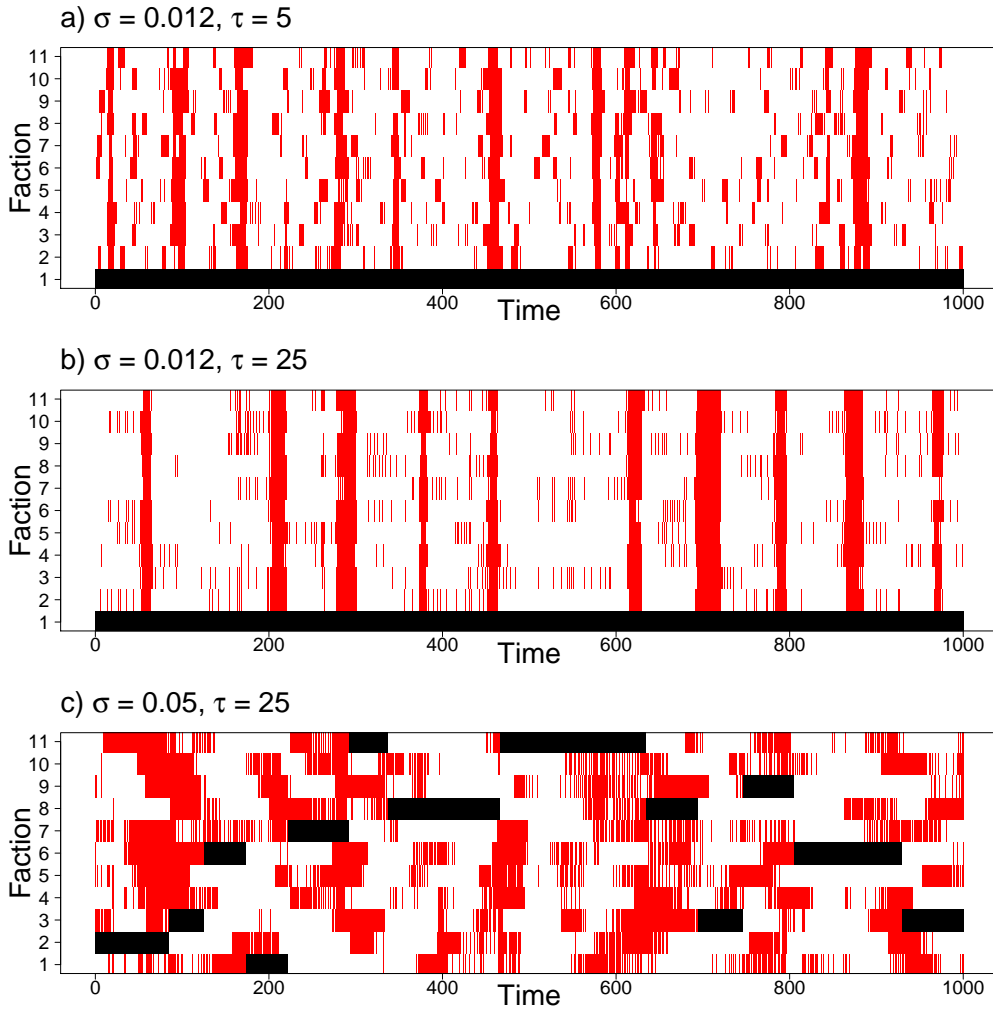 a) σ = 0.012, τ = 5
11
10
9
8
7
6
5
4
3
2
1
Faction
0 200 400 600 800 1000
Time
b) σ = 0.012, τ = 25
11
10
9
8
7
6
5
4
3
2
1
Faction
0 200 400 600 800 1000
Time
c) σ = 0.05, τ = 25
11
10
9
8
7
6
5
4
3
2
1
Faction
0 200 400 600 800 1000
Time